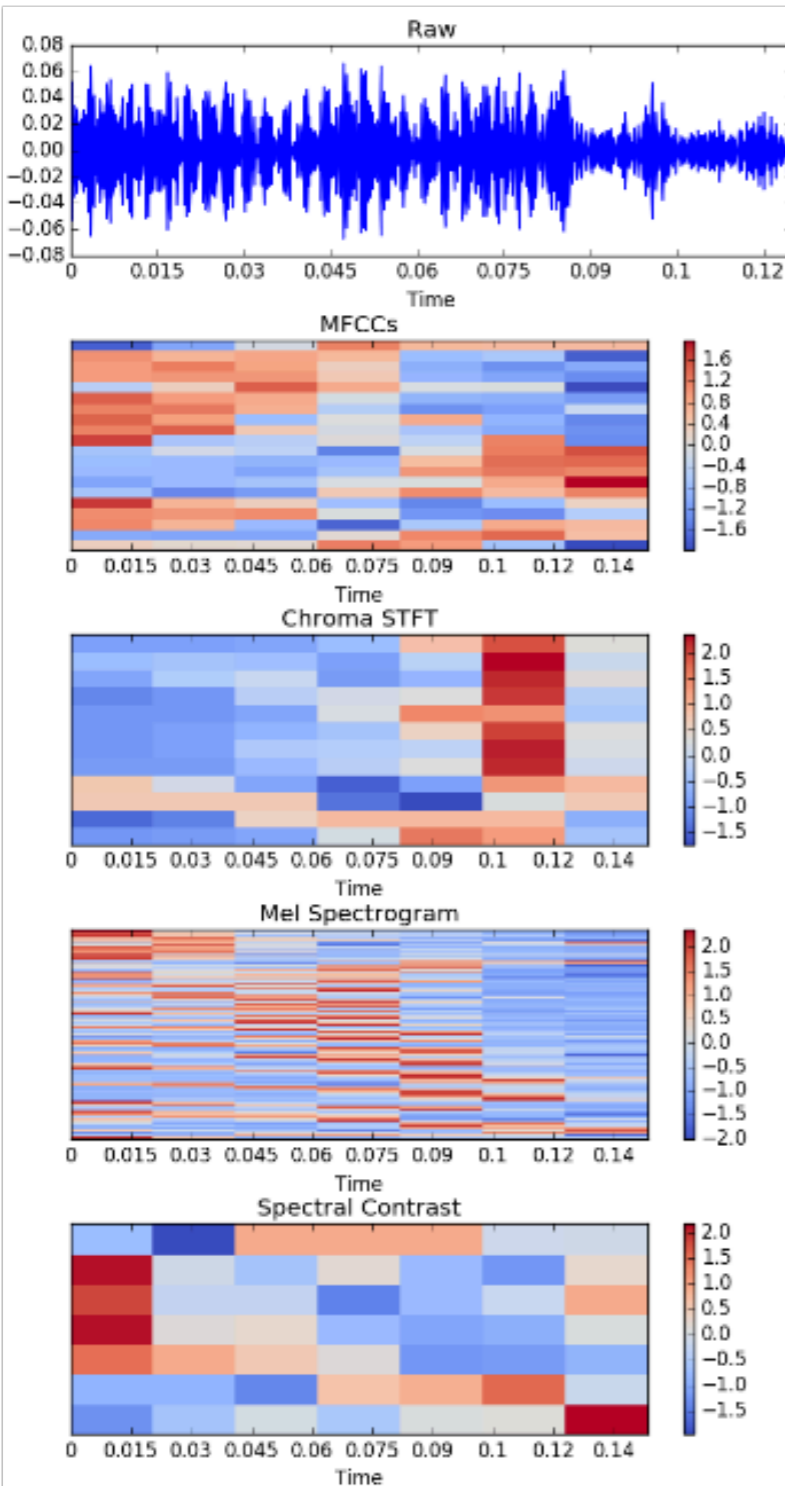 Raw
0.08
0.06
0.04
0.02
0.00
−0.02
−0.04
−0.06
−0.08
0 0.015 0.03 0.045 0.06 0.075 0.09 0.1 0.12
Time
MFCCs
1.6
1.2
0.8
0.4
0.0
−0.4
−0.8
−1.2
−1.6
0 0.015 0.03 0.045 0.06 0.075 0.09 0.1 0.12 0.14
Time
Chroma STFT
2.0
1.5
1.0
0.5
0.0
−0.5
−1.0
−1.5
0 0.015 0.03 0.045 0.06 0.075 0.09 0.1 0.12 0.14
Time
Mel Spectrogram
2.0
1.5
1.0
0.5
0.0
−0.5
−1.0
−1.5
−2.0
0 0.015 0.03 0.045 0.06 0.075 0.09 0.1 0.12 0.14
Time
Spectral Contrast
2.0
1.5
1.0
0.5
0.0
−0.5
−1.0
−1.5
0 0.015 0.03 0.045 0.06 0.075 0.09 0.1 0.12 0.14
Time